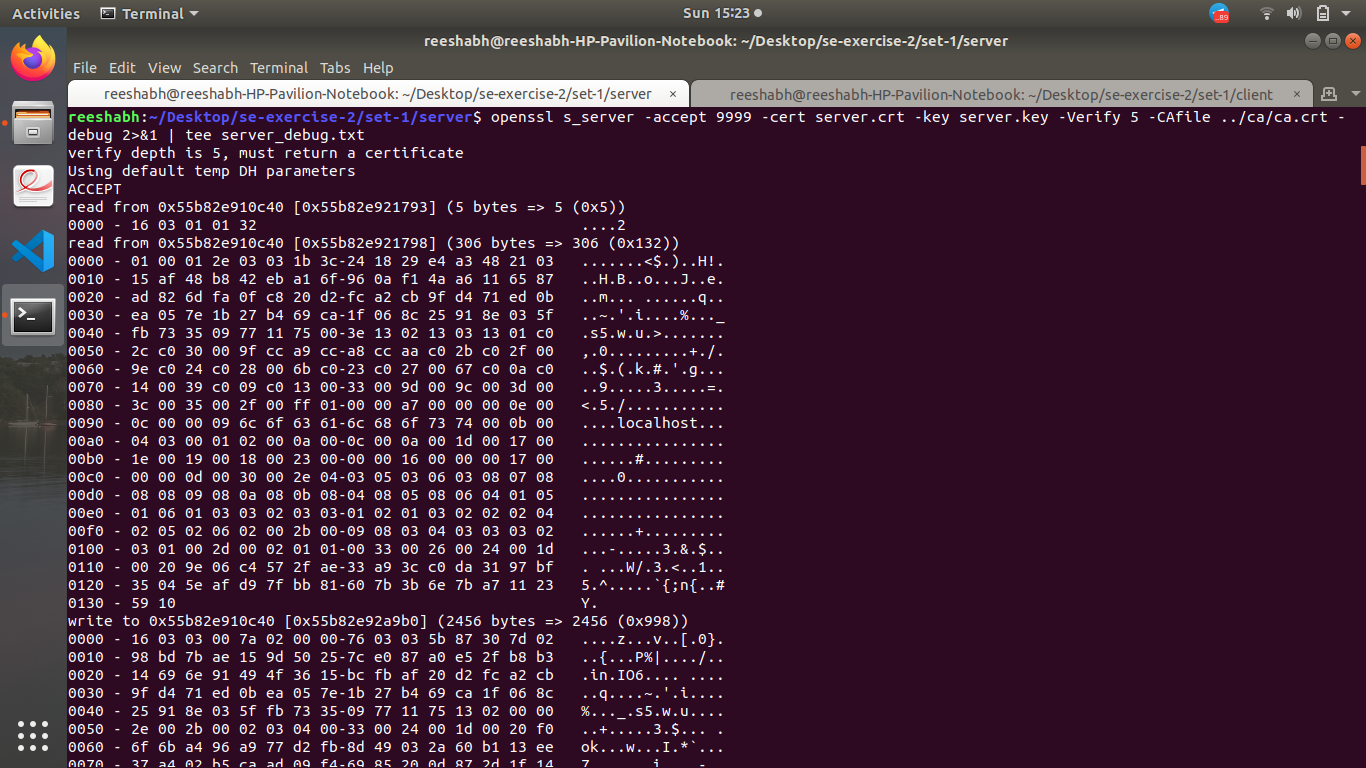 Activities Terminal Sun 15:23
89
reeshabh@reeshabh-HP-Pavilion-Notebook: ~/Desktop/se-exercise-2/set-1/server
File Edit View Search Terminal Tabs Help
reeshabh@reeshabh-HP-Pavilion-Notebook: ~/Desktop/se-exercise-2/set-1/server × reeshabh@reeshabh-HP-Pavilion-Notebook: ~/Desktop/se-exercise-2/set-1/client ×
reeshabh:~/Desktop/se-exercise-2/set-1/server$ openssl s_server -accept 9999 -cert server.crt -key server.key -Verify 5 -CAfile ../ca/ca.crt -
debug 2>&1 | tee server_debug.txt
verify depth is 5, must return a certificate
Using default temp DH parameters
ACCEPT
read from 0x55b82e910c40 [0x55b82e921793] (5 bytes => 5 (0x5))
0000 - 16 03 01 01 32                                    ....2
read from 0x55b82e910c40 [0x55b82e921798] (306 bytes => 306 (0x132))
0000 - 01 00 01 2e 03 03 1b 3c-24 18 29 e4 a3 48 21 03   .......<$.)..H!.
0010 - 15 af 48 b8 42 eb a1 6f-96 0a f1 4a a6 11 65 87   ..H.B..o...J..e.
0020 - ad 82 6d fa 0f c8 20 d2-fc a2 cb 9f d4 71 ed 0b   ..m... ......q..
0030 - ea 05 7e 1b 27 b4 69 ca-1f 06 8c 25 91 8e 03 5f   ..~.'.i....%..._
0040 - fb 73 35 09 77 11 75 00-3e 13 02 13 03 13 01 c0   .s5.w.u.>.......
0050 - 2c c0 30 00 9f cc a9 cc-a8 cc aa c0 2b c0 2f 00   ,.0.........+./.
0060 - 9e c0 24 c0 28 00 6b c0-23 c0 27 00 67 c0 0a c0   ..$.(.k.#.'.g...
0070 - 14 00 39 c0 09 c0 13 00-33 00 9d 00 9c 00 3d 00   ..9.....3.....=.
0080 - 3c 00 35 00 2f 00 ff 01-00 00 a7 00 00 00 0e 00   <.5./...........
0090 - 0c 00 00 09 6c 6f 63 61-6c 68 6f 73 74 00 0b 00   ....localhost...
00a0 - 04 03 00 01 02 00 0a 00-0c 00 0a 00 1d 00 17 00   ................
00b0 - 1e 00 19 00 18 00 23 00-00 00 16 00 00 00 17 00   ......#.........
00c0 - 00 00 0d 00 30 00 2e 04-03 05 03 06 03 08 07 08   ....0...........
00d0 - 08 08 09 08 0a 08 0b 08-04 08 05 08 06 04 01 05   ................
00e0 - 01 06 01 03 03 02 03 03-01 02 01 03 02 02 02 04   ................
00f0 - 02 05 02 06 02 00 2b 00-09 08 03 04 03 03 03 02   ......+.........
0100 - 03 01 00 2d 00 02 01 01-00 33 00 26 00 24 00 1d   ...-.....3.&.$..
0110 - 00 20 9e 06 c4 57 2f ae-33 a9 3c c0 da 31 97 bf   . ...W/.3.<..1..
0120 - 35 04 5e af d9 7f bb 81-60 7b 3b 6e 7b a7 11 23   5.^.....`{;n{..#
0130 - 59 10                                             Y.
write to 0x55b82e910c40 [0x55b82e92a9b0] (2456 bytes => 2456 (0x998))
0000 - 16 03 03 00 7a 02 00 00-76 03 03 5b 87 30 7d 02   ....z...v..[.0}.
0010 - 98 bd 7b ae 15 9d 50 25-7c e0 87 a0 e5 2f b8 b3   ..{...P%|..../..
0020 - 14 69 6e 91 49 4f 36 15-bc fb af 20 d2 fc a2 cb   .in.IO6.... ....
0030 - 9f d4 71 ed 0b ea 05 7e-1b 27 b4 69 ca 1f 06 8c   ..q....~.'.i....
0040 - 25 91 8e 03 5f fb 73 35-09 77 11 75 13 02 00 00   %..._.s5.w.u....
0050 - 2e 00 2b 00 02 03 04 00-33 00 24 00 1d 00 20 f0   ..+.....3.$... .
0060 - 6f 6b a4 96 a9 77 d2 fb-8d 49 03 2a 60 b1 13 ee   ok...w...I.*`...
0070 - 37 a4 02 b5 ca ad 09 f4-69 85 20 0d 87 2d 1f 14   7.......i. ..-..